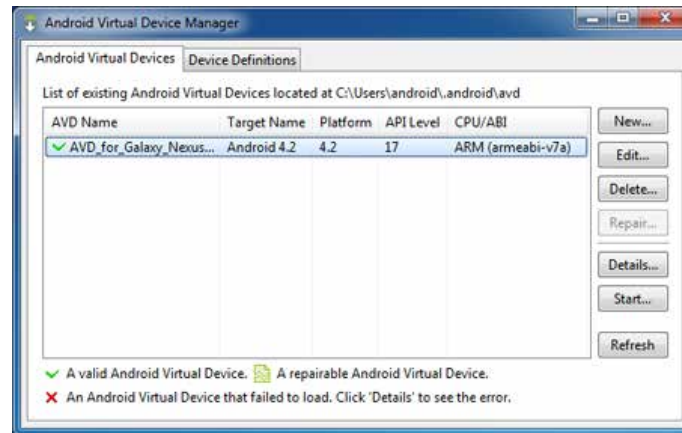 Android Virtual Device Manager
Android Virtual Devices Device Definitions
List of existing Android Virtual Devices located at C:\Users\android\.android\avd
AVD Name Target Name Platform API Level CPU/ABI
AVD_for_Galaxy_Nexus... Android 4.2 4.2 17 ARM (armeabi-v7a)
New...
Edit...
Delete...
Repair...
Details...
Start...
Refresh
A valid Android Virtual Device. A repairable Android Virtual Device.
An Android Virtual Device that failed to load. Click 'Details' to see the error.